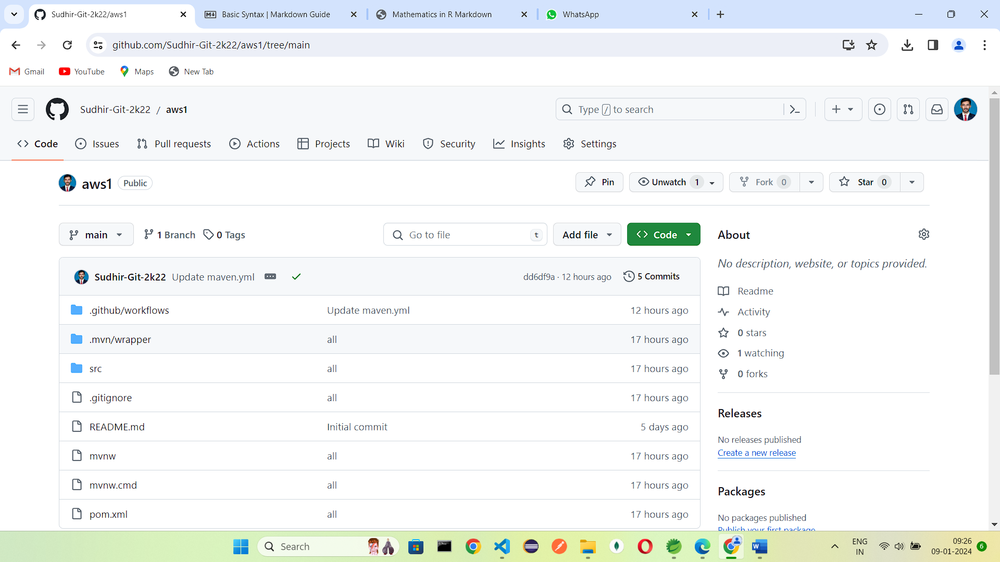 Sudhir-Git-2k22/aws1
Basic Syntax | Markdown Guide
Mathematics in R Markdown
WhatsApp
github.com/Sudhir-Git-2k22/aws1/tree/main
Gmail
YouTube
Maps
New Tab
Sudhir-Git-2k22 / aws1
Type / to search
Code
Issues
Pull requests
Actions
Projects
Wiki
Security
Insights
Settings
aws1 Public
Pin
Unwatch 1
Fork 0
Star 0
main
1 Branch
0 Tags
Go to file t
Add file
Code
Sudhir-Git-2k22 Update maven.yml dd6df9a · 12 hours ago 5 Commits
.github/workflows Update maven.yml 12 hours ago
.mvn/wrapper all 17 hours ago
src all 17 hours ago
.gitignore all 17 hours ago
README.md Initial commit 5 days ago
mvnw all 17 hours ago
mvnw.cmd all 17 hours ago
pom.xml all 17 hours ago
About
No description, website, or topics provided.
Readme
Activity
0 stars
1 watching
0 forks
Releases
No releases published
Create a new release
Packages
No packages published
Publish your first package
Search
ENG
IN
09:26
09-01-2024
6